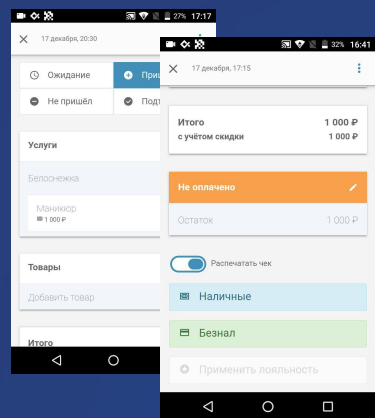 27% 17:17
17 декабря, 20:30
Ожидание
Не пришёл
Услуги
Белоснежка
Маникюр
1 000 ₽
Товары
Добавить товар
Итого
32% 16:41
17 декабря, 17:15
Итого 1 000 ₽
с учётом скидки 1 000 ₽
Не оплачено
Остаток 1 000 ₽
Распечатать чек
Наличные
Безнал
Применить лояльность